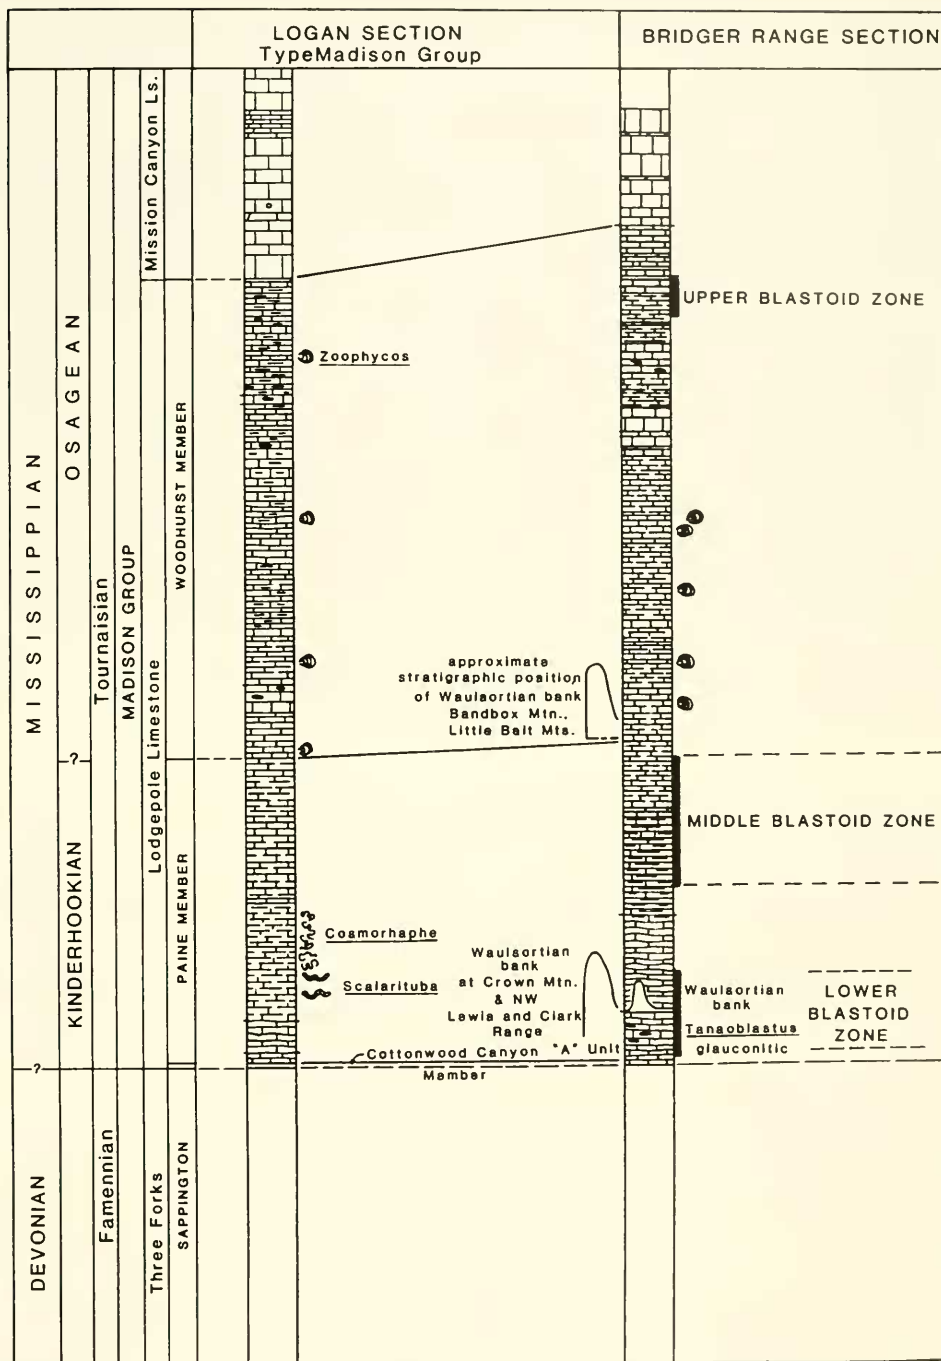 LOGAN SECTION
TypeMadison Group
BRIDGER RANGE SECTION
MISSISSIPPIAN
DEVONIAN
OSAGEAN
-?-
KINDERHOOKIAN
-?-
Tournaisian
Famennian
MADISON GROUP
Mission Canyon Ls.
Lodgepole Limestone
Three Forks
WOODHURST MEMBER
PAINE MEMBER
SAPPINGTON
Zoophycos
Cosmorhaphe
Scalarituba
approximate
stratigraphic position
of Waulsortian bank
Bandbox Mtn.,
Little Belt Mts.
Waulsortian
bank
at Crown Mtn.
& NW
Lewis and Clark
Range
Cottonwood Canyon "A" Unit
Member
UPPER BLASTOID ZONE
MIDDLE BLASTOID ZONE
Waulsortian
bank
Tanaoblastus
glauconitic
LOWER
BLASTOID
ZONE